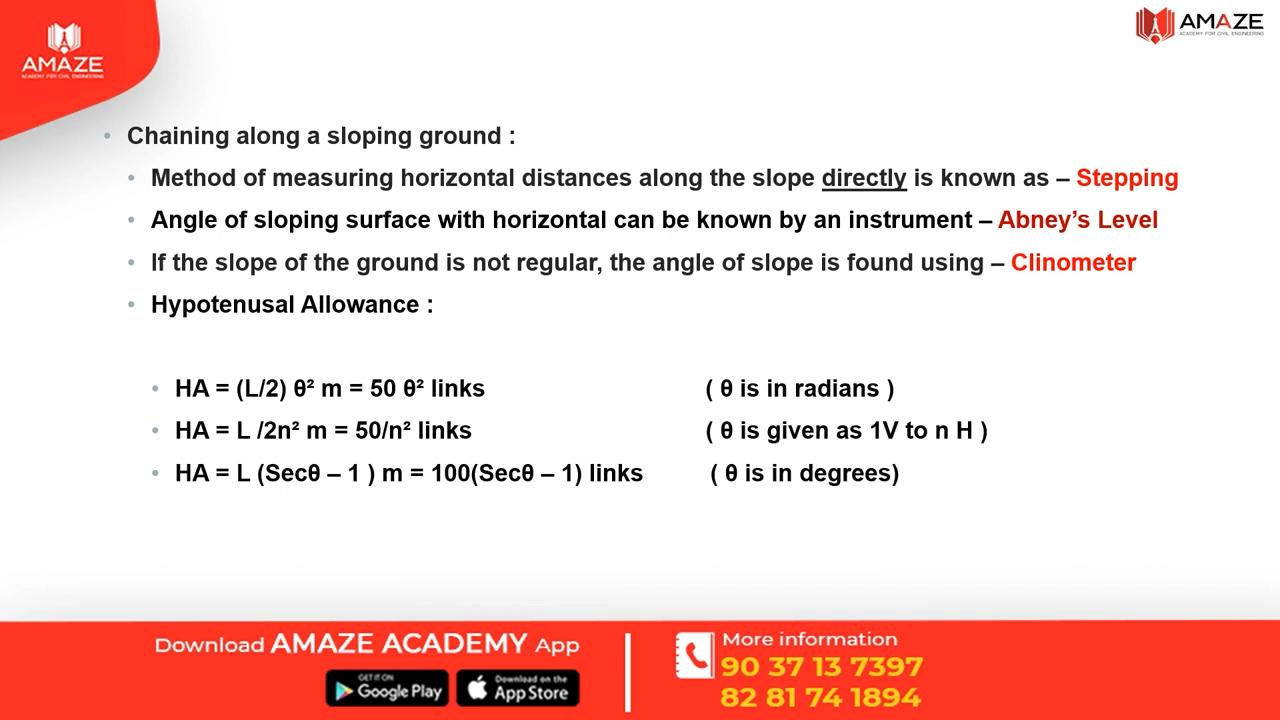 AMAZE
ACADEMY FOR CIVIL ENGINEERING
AMAZE
ACADEMY FOR CIVIL ENGINEERING
• Chaining along a sloping ground :
• Method of measuring horizontal distances along the slope directly is known as – Stepping
• Angle of sloping surface with horizontal can be known by an instrument – Abney’s Level
• If the slope of the ground is not regular, the angle of slope is found using – Clinometer
• Hypotenusal Allowance :
• HA = (L/2) θ² m = 50 θ² links ( θ is in radians )
• HA = L /2n² m = 50/n² links ( θ is given as 1V to n H )
• HA = L (Secθ – 1 ) m = 100(Secθ – 1) links ( θ is in degrees)
Download AMAZE ACADEMY App
GET IT ON
Google Play
Download on the
App Store
More information
90 37 13 7397
82 81 74 1894